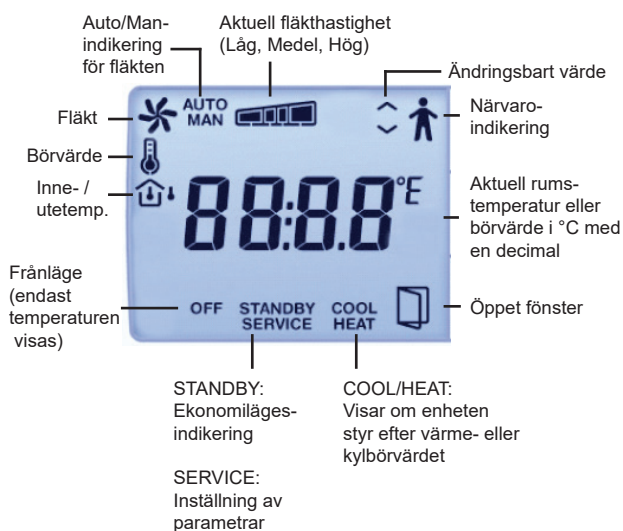 Auto/Man-
indikering
för fläkten
Aktuell fläkthastighet
(Låg, Medel, Hög)
Ändringsbart värde
Fläkt
AUTO
MAN
Närvaro-
indikering
Börvärde
Inne- /
utetemp.
88:8.8°E
Aktuell rums-
temperatur eller
börvärde i °C med
en decimal
Frånläge
(endast
temperaturen
visas)
OFF
STANDBY
SERVICE
COOL
HEAT
Öppet fönster
STANDBY:
Ekonomiläges-
indikering
SERVICE:
Inställning av
parametrar
COOL/HEAT:
Visar om enheten
styr efter värme- eller
kylbörvärdet